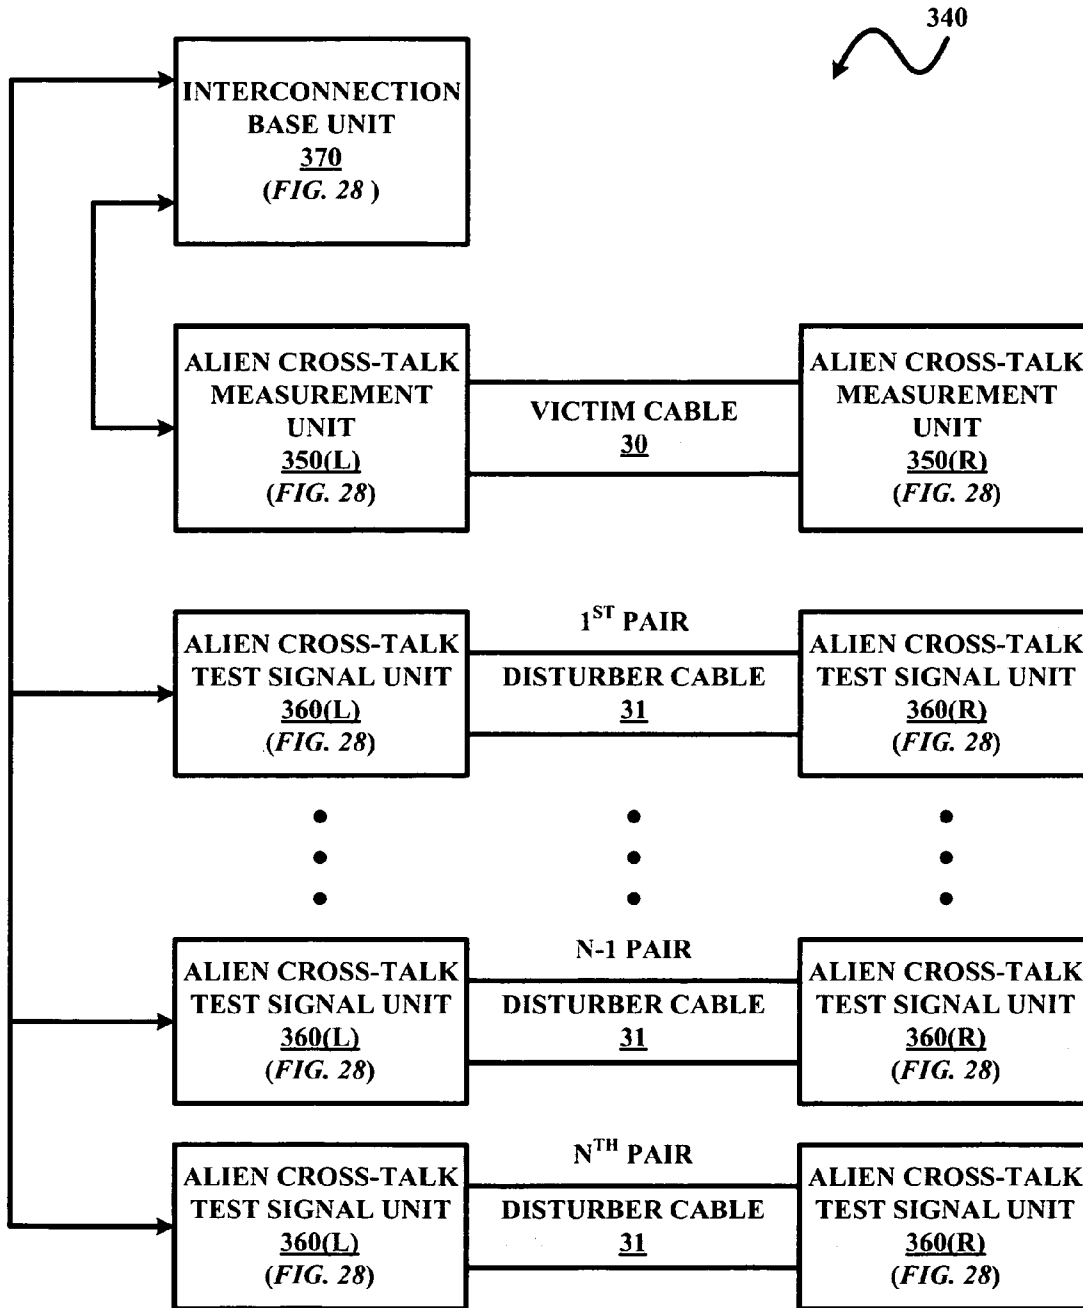 340
INTERCONNECTION
BASE UNIT
370
(FIG. 28 )
ALIEN CROSS-TALK
MEASUREMENT
UNIT
350(L)
(FIG. 28)
VICTIM CABLE
30
ALIEN CROSS-TALK
MEASUREMENT
UNIT
350(R)
(FIG. 28)
ALIEN CROSS-TALK
TEST SIGNAL UNIT
360(L)
(FIG. 28)
1ST PAIR
DISTURBER CABLE
31
ALIEN CROSS-TALK
TEST SIGNAL UNIT
360(R)
(FIG. 28)
ALIEN CROSS-TALK
TEST SIGNAL UNIT
360(L)
(FIG. 28)
N-1 PAIR
DISTURBER CABLE
31
ALIEN CROSS-TALK
TEST SIGNAL UNIT
360(R)
(FIG. 28)
ALIEN CROSS-TALK
TEST SIGNAL UNIT
360(L)
(FIG. 28)
NTH PAIR
DISTURBER CABLE
31
ALIEN CROSS-TALK
TEST SIGNAL UNIT
360(R)
(FIG. 28)